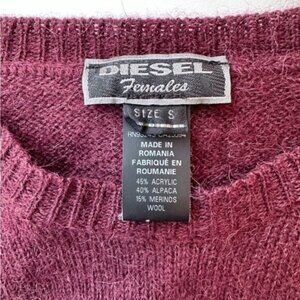 DIESEL
Females
SIZE S
MADE IN
ROMANIA
FABRIQUÉ EN
ROUMANIE
45% ACRYLIC
40% ALPACA
15% MERINOS
WOOL